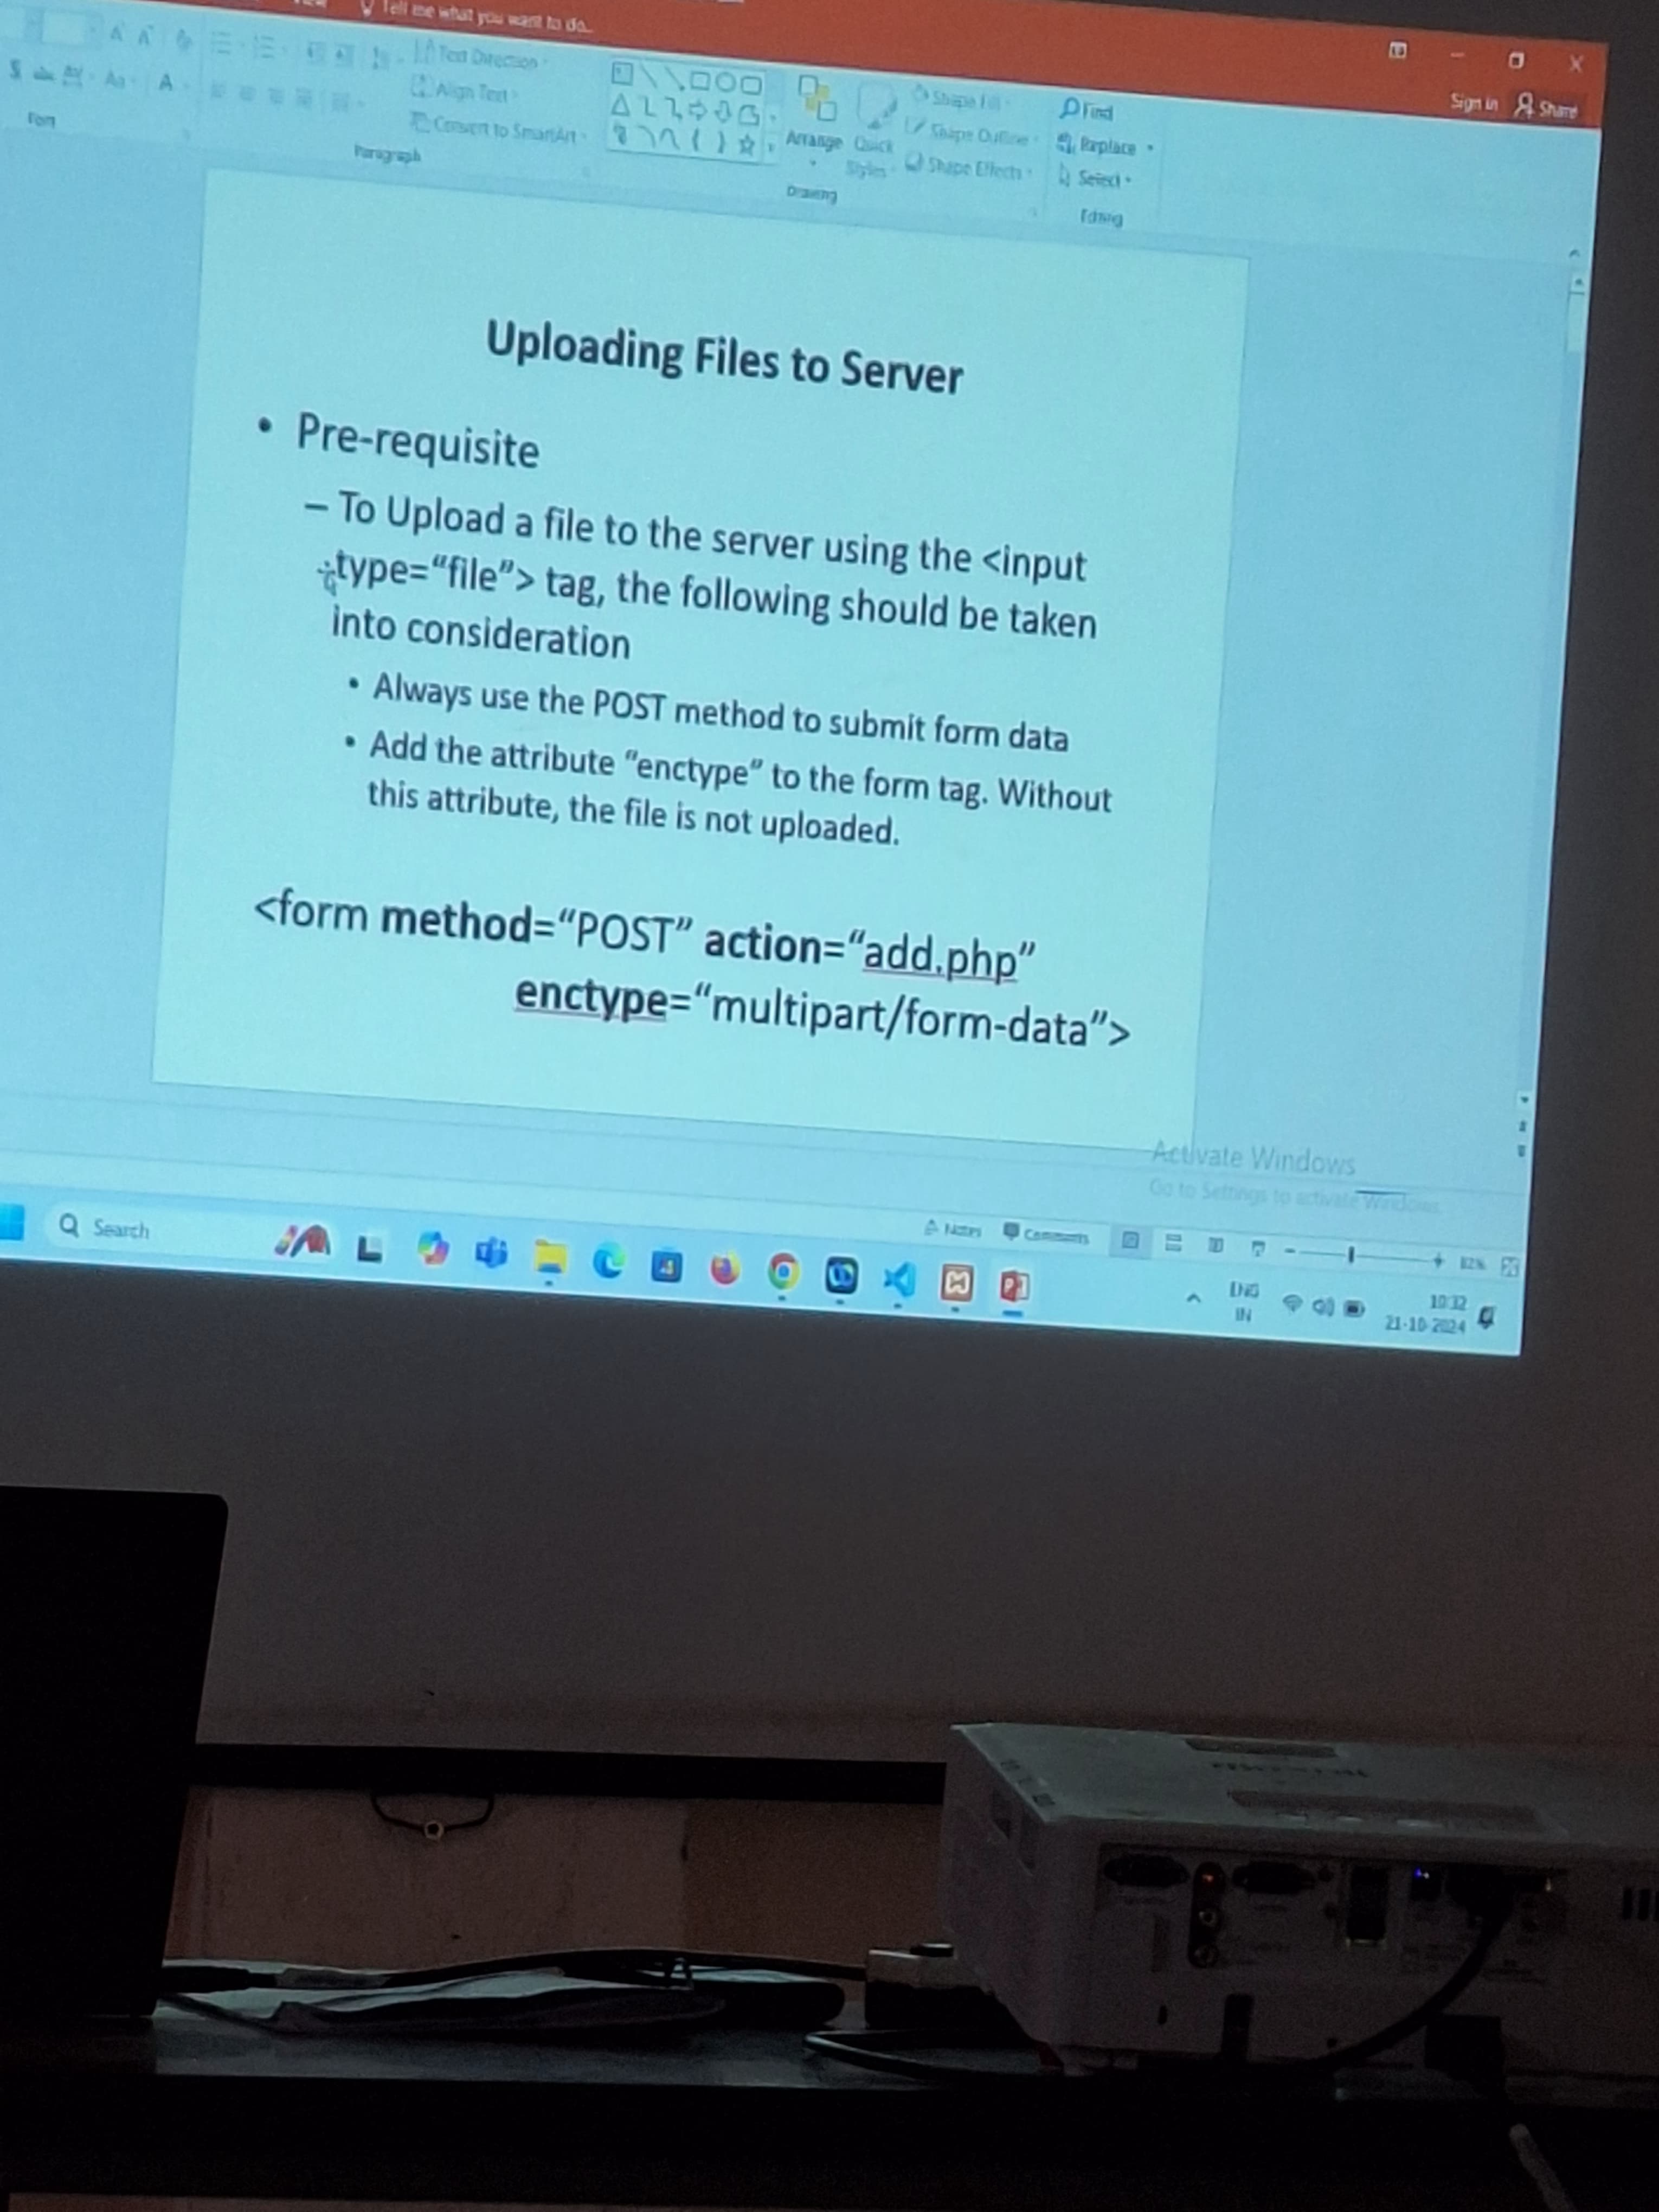 Tell me what you want to do...
Sign in Share
Text Direction
Align Text
Convert to SmartArt
Font
Paragraph
Arrange
Quick
Styles
Drawing
Shape Fill
Shape Outline
Shape Effects
Find
Replace
Select
Editing
Uploading Files to Server
• Pre-requisite
– To Upload a file to the server using the <input
type=“file”> tag, the following should be taken
into consideration
• Always use the POST method to submit form data
• Add the attribute “enctype” to the form tag. Without
this attribute, the file is not uploaded.
<form method=“POST” action=“add.php”
enctype=“multipart/form-data”>
Activate Windows
Go to Settings to activate Windows.
Notes Comments 82%
Search
ENG
IN
10:32
21-10-2024